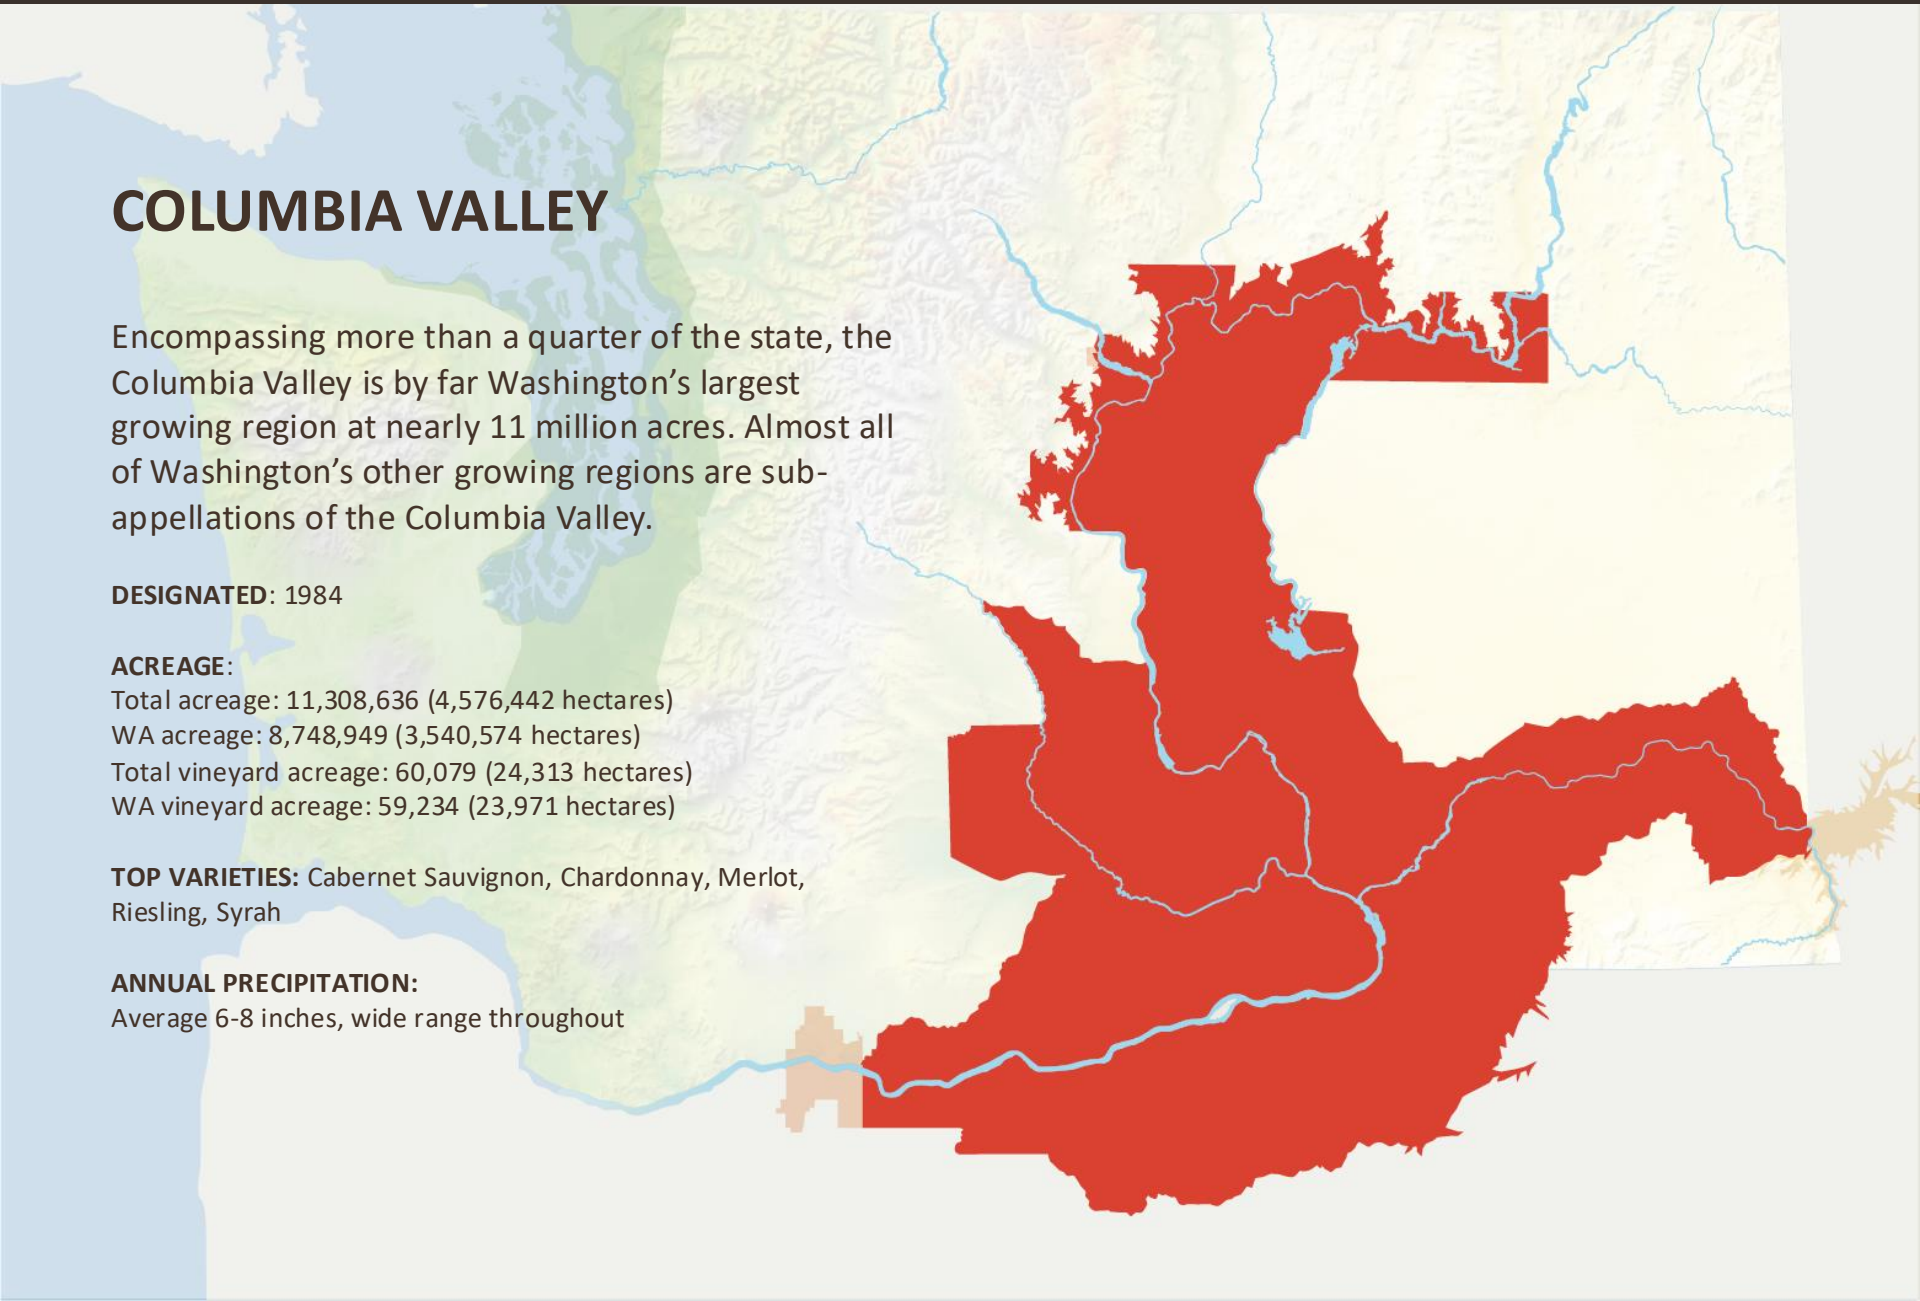 COLUMBIA VALLEY
Encompassing more than a quarter of the state, the
Columbia Valley is by far Washington’s largest
growing region at nearly 11 million acres. Almost all
of Washington’s other growing regions are sub-
appellations of the Columbia Valley.
DESIGNATED: 1984
ACREAGE:
Total acreage: 11,308,636 (4,576,442 hectares)
WA acreage: 8,748,949 (3,540,574 hectares)
Total vineyard acreage: 60,079 (24,313 hectares)
WA vineyard acreage: 59,234 (23,971 hectares)
TOP VARIETIES: Cabernet Sauvignon, Chardonnay, Merlot,
Riesling, Syrah
ANNUAL PRECIPITATION:
Average 6-8 inches, wide range throughout